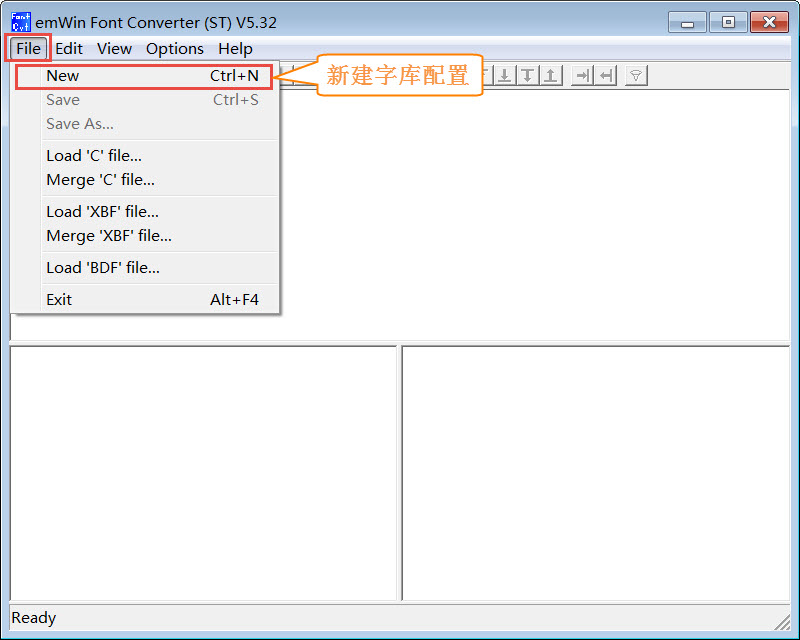 Font Cvt emWin Font Converter (ST) V5.32
File Edit View Options Help
New Ctrl+N
新建字库配置
Save Ctrl+S
Save As...
Load 'C' file...
Merge 'C' file...
Load 'XBF' file...
Merge 'XBF' file...
Load 'BDF' file...
Exit Alt+F4
Ready